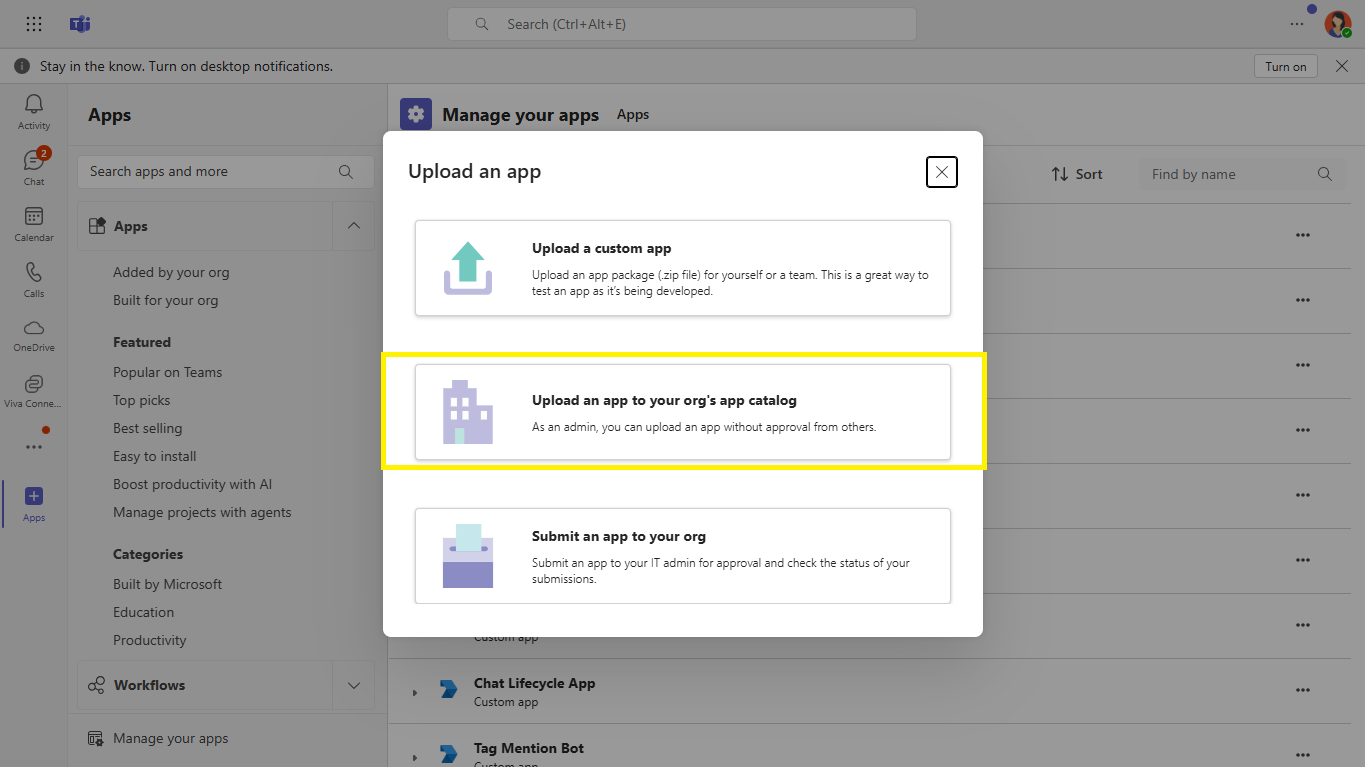 Search (Ctrl+Alt+E)
Stay in the know. Turn on desktop notifications.
Turn on
Activity
Chat
2
Calendar
Calls
OneDrive
Viva Conne...
Apps
Apps
Search apps and more
Apps
Added by your org
Built for your org
Featured
Popular on Teams
Top picks
Best selling
Easy to install
Boost productivity with AI
Manage projects with agents
Categories
Built by Microsoft
Education
Productivity
Workflows
Manage your apps
Manage your apps
Apps
Sort
Find by name
Upload an app
Upload a custom app
Upload an app package (.zip file) for yourself or a team. This is a great way to
test an app as it's being developed.
Upload an app to your org's app catalog
As an admin, you can upload an app without approval from others.
Submit an app to your org
Submit an app to your IT admin for approval and check the status of your
submissions.
Custom app
Chat Lifecycle App
Custom app
Tag Mention Bot
Custom app